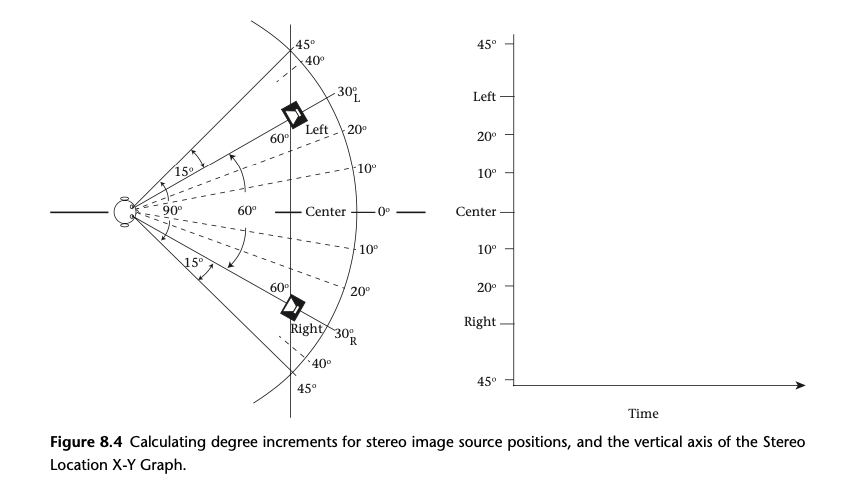 45°
40°
30°L
Left
20°
60°
10°
15°
90°
60°
Center
0°
10°
15°
60°
20°
Right
30°R
40°
45°
45°
Left
20°
10°
Center
10°
20°
Right
45°
Time
Figure 8.4 Calculating degree increments for stereo image source positions, and the vertical axis of the Stereo
Location X-Y Graph.